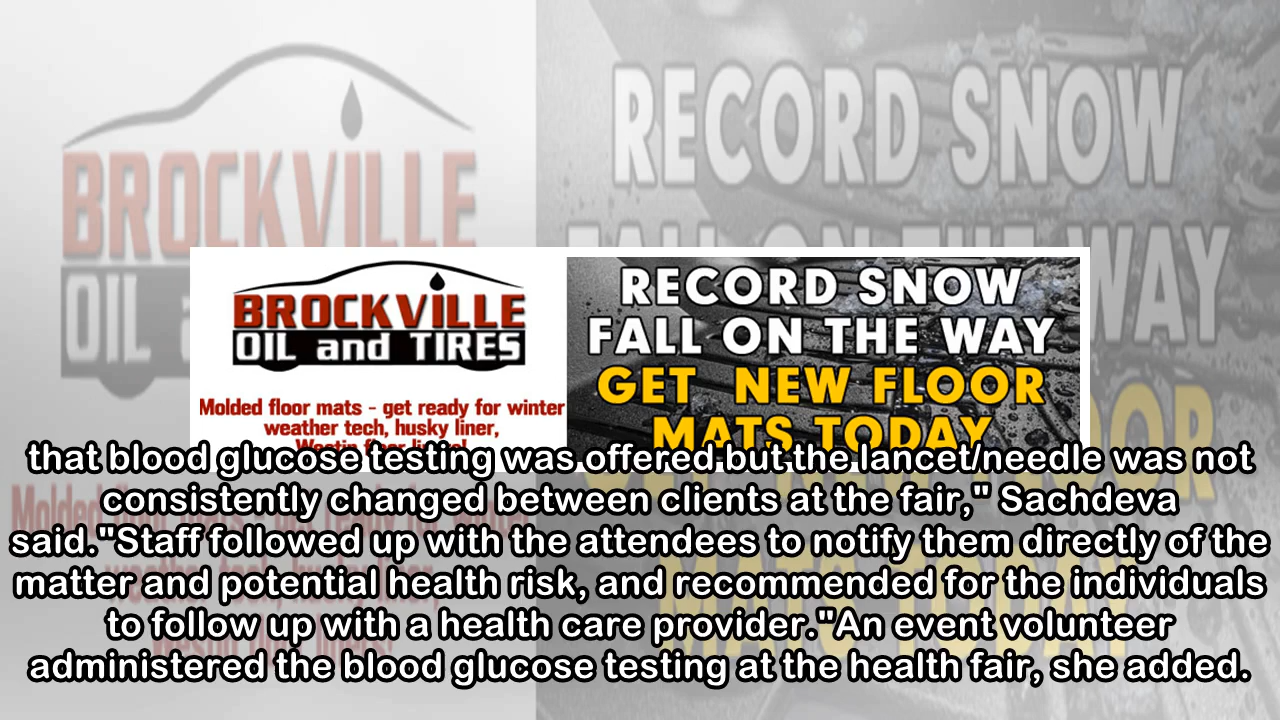 BROCKVILLE
OIL and TIRES
Molded floor mats - get ready for winter
weather tech, husky liner,
Westin floor liners!
RECORD SNOW
FALL ON THE WAY
GET NEW FLOOR
MATS TODAY
that blood glucose testing was offered but the lancet/needle was not
consistently changed between clients at the fair," Sachdeva
said."Staff followed up with the attendees to notify them directly of the
matter and potential health risk, and recommended for the individuals
to follow up with a health care provider."An event volunteer
administered the blood glucose testing at the health fair, she added.